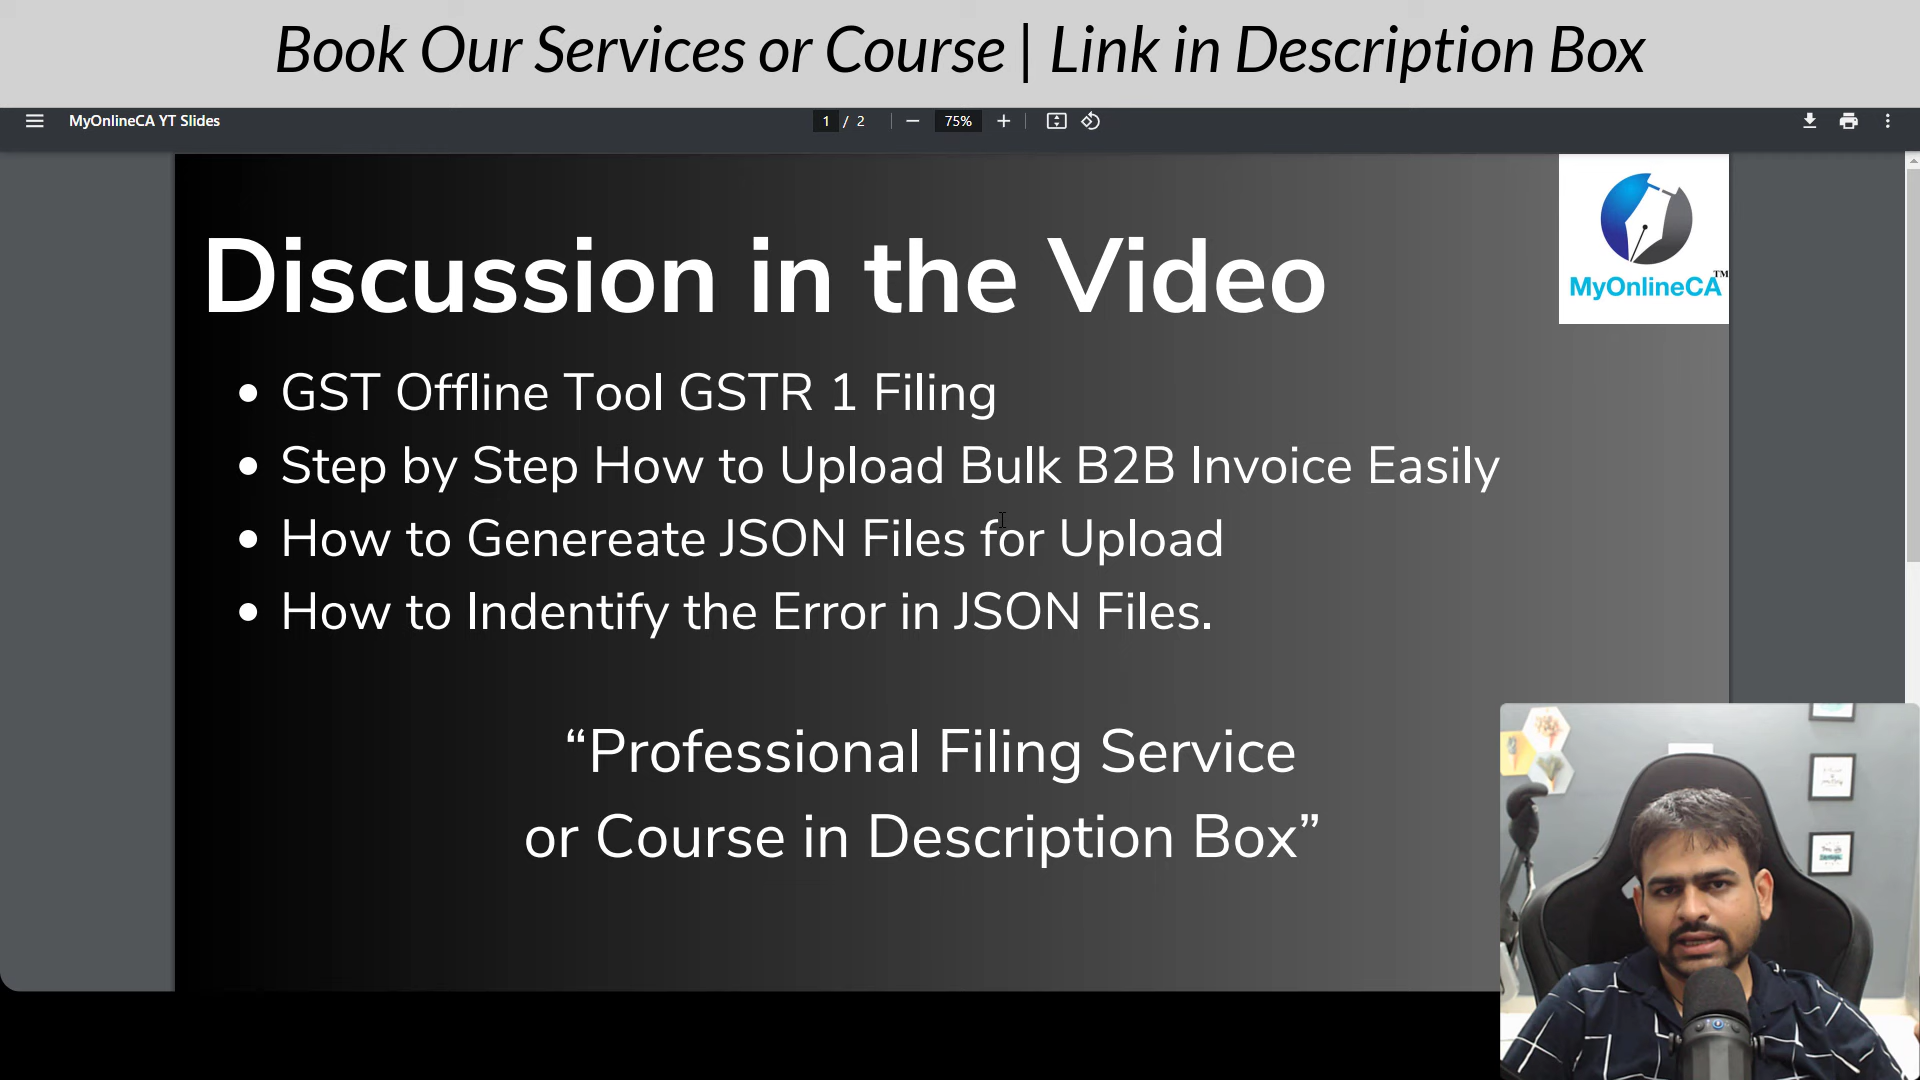 Book Our Services or Course | Link in Description Box
MyOnlineCA YT Slides
1 / 2
75%
Discussion in the Video
MyOnlineCA™
• GST Offline Tool GSTR 1 Filing
• Step by Step How to Upload Bulk B2B Invoice Easily
• How to Genereate JSON Files for Upload
• How to Indentify the Error in JSON Files.
“Professional Filing Service
or Course in Description Box”